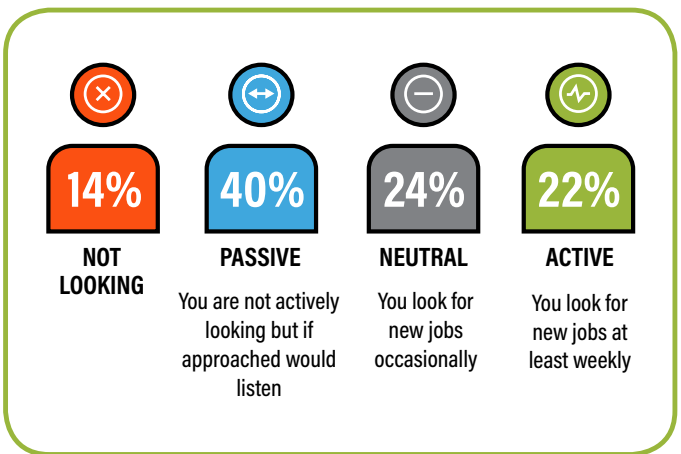 14%
NOT
LOOKING
40%
PASSIVE
You are not actively
looking but if
approached would
listen
24%
NEUTRAL
You look for
new jobs
occasionally
22%
ACTIVE
You look for
new jobs at
least weekly